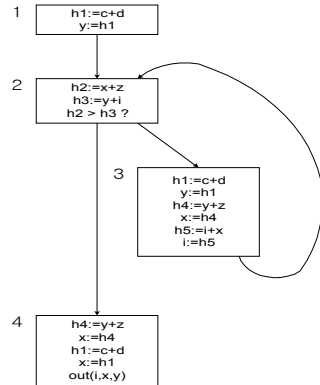 1
h1:=c+d
y:=h1
2
h2:=x+z
h3:=y+i
h2 > h3 ?
3
h1:=c+d
y:=h1
h4:=y+z
x:=h4
h5:=i+x
i:=h5
4
h4:=y+z
x:=h4
h1:=c+d
x:=h1
out(i,x,y)